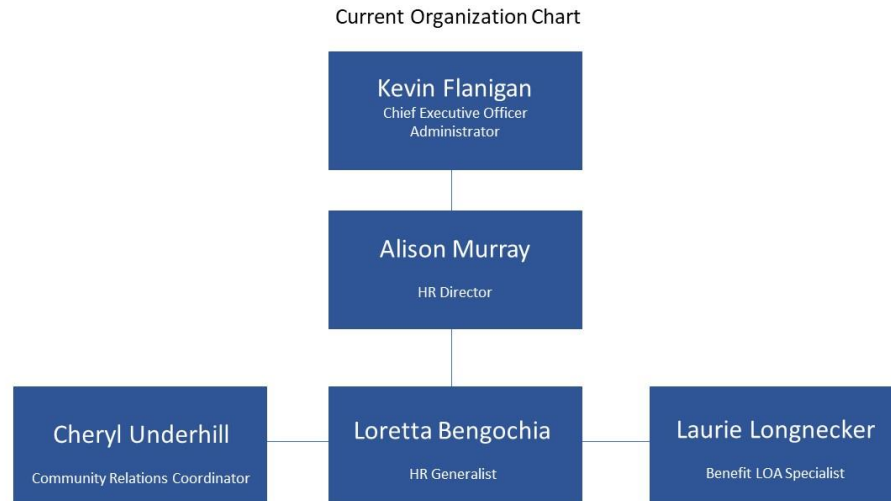 Current Organization Chart
Kevin Flanigan
Chief Executive Officer
Administrator
Alison Murray
HR Director
Cheryl Underhill
Community Relations Coordinator
Loretta Bengochia
HR Generalist
Laurie Longnecker
Benefit LOA Specialist